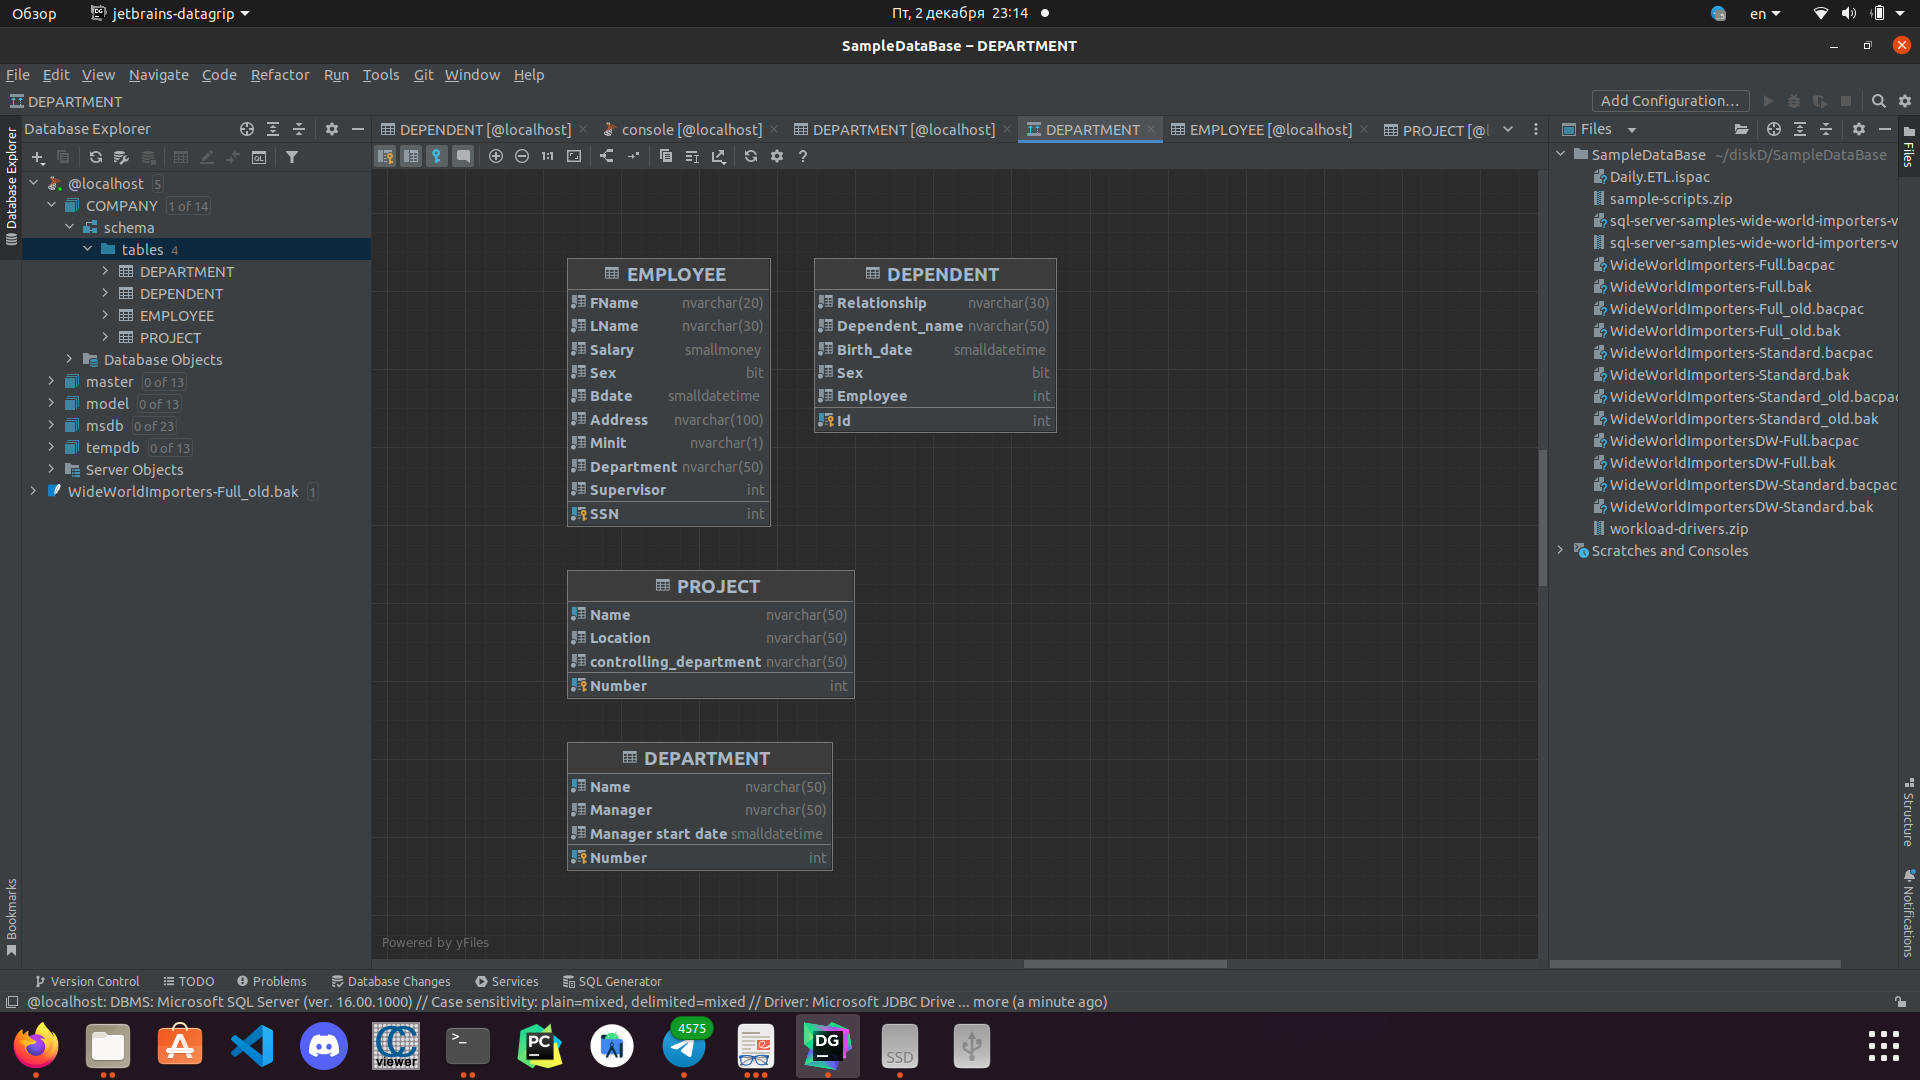 Обзор
jetbrains-datagrip
Пт, 2 декабря 23:14
en
SampleDataBase – DEPARTMENT
File Edit View Navigate Code Refactor Run Tools Git Window Help
DEPARTMENT
Add Configuration...
Database Explorer
DEPENDENT [@localhost]
console [@localhost]
DEPARTMENT [@localhost]
DEPARTMENT
EMPLOYEE [@localhost]
PROJECT [@l
Files
Database Explorer
Bookmarks
1:1
?
@localhost 5
COMPANY 1 of 14
schema
tables 4
DEPARTMENT
DEPENDENT
EMPLOYEE
PROJECT
Database Objects
master 0 of 13
model 0 of 13
msdb 0 of 23
tempdb 0 of 13
Server Objects
WideWorldImporters-Full_old.bak 1
EMPLOYEE
FName nvarchar(20)
LName nvarchar(30)
Salary smallmoney
Sex bit
Bdate smalldatetime
Address nvarchar(100)
Minit nvarchar(1)
Department nvarchar(50)
Supervisor int
SSN int
DEPENDENT
Relationship nvarchar(30)
Dependent_name nvarchar(50)
Birth_date smalldatetime
Sex bit
Employee int
Id int
PROJECT
Name nvarchar(50)
Location nvarchar(50)
controlling_department nvarchar(50)
Number int
DEPARTMENT
Name nvarchar(50)
Manager nvarchar(50)
Manager start date smalldatetime
Number int
Powered by yFiles
SampleDataBase ~/diskD/SampleDataBase
Daily.ETL.ispac
sample-scripts.zip
sql-server-samples-wide-world-importers-v
sql-server-samples-wide-world-importers-v
WideWorldImporters-Full.bacpac
WideWorldImporters-Full.bak
WideWorldImporters-Full_old.bacpac
WideWorldImporters-Full_old.bak
WideWorldImporters-Standard.bacpac
WideWorldImporters-Standard.bak
WideWorldImporters-Standard_old.bacpac
WideWorldImporters-Standard_old.bak
WideWorldImportersDW-Full.bacpac
WideWorldImportersDW-Full.bak
WideWorldImportersDW-Standard.bacpac
WideWorldImportersDW-Standard.bak
workload-drivers.zip
Scratches and Consoles
Files
Structure
Notifications
Version Control TODO Problems Database Changes Services SQL Generator
@localhost: DBMS: Microsoft SQL Server (ver. 16.00.1000) // Case sensitivity: plain=mixed, delimited=mixed // Driver: Microsoft JDBC Drive ... more (a minute ago)
CC
viewer
>_
PC
4575
DG
SSD